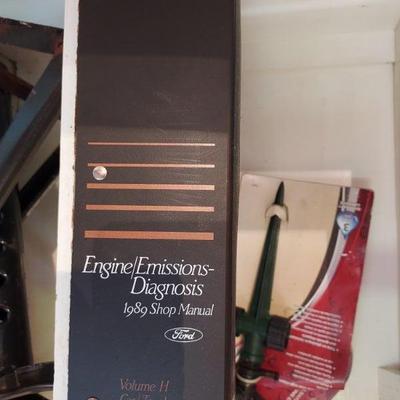 Engine/Emissions-
Diagnosis
1989 Shop Manual
Ford
Volume H